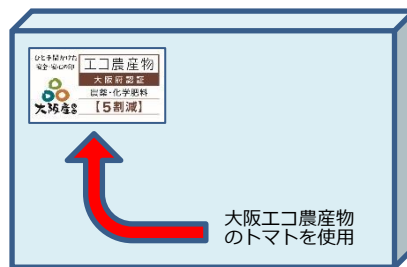 ひと手間かけた
安全・安心の印
大阪産
エコ農産物
大阪府認証
農薬・化学肥料
【5割減】
大阪エコ農産物
のトマトを使用